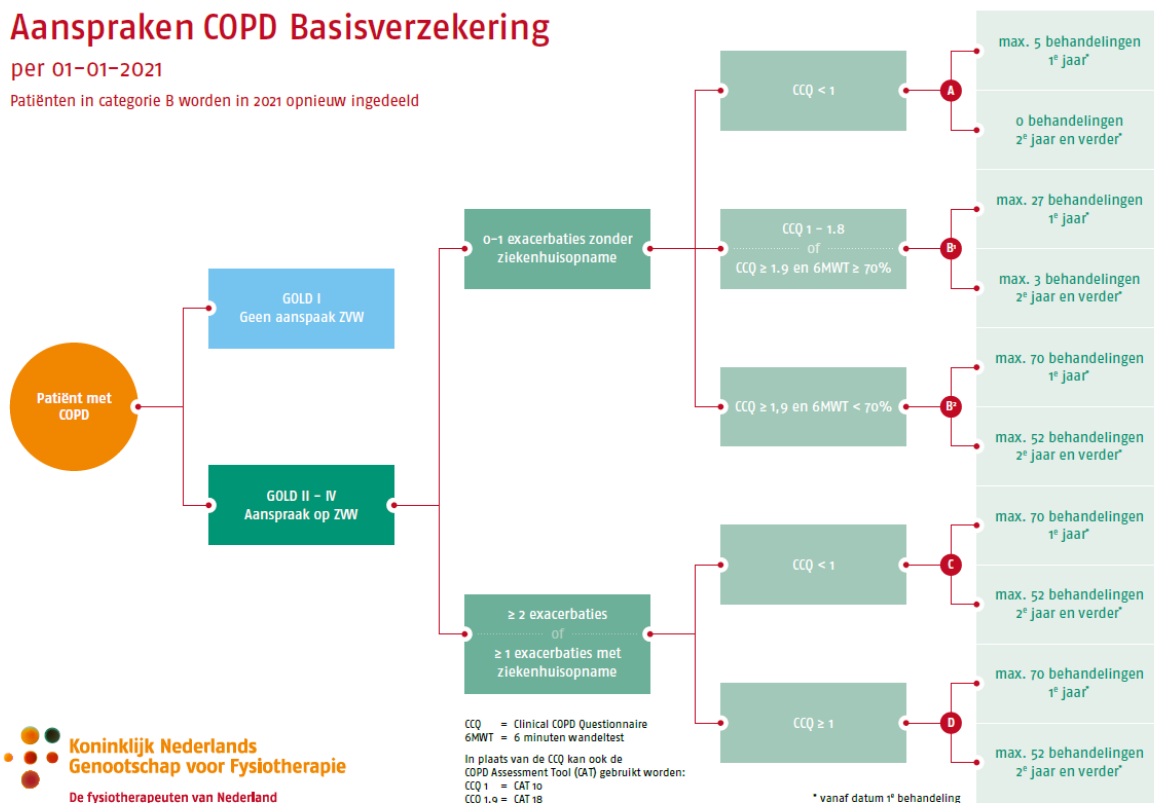 Aanspraken COPD Basisverzekering
per 01-01-2021
Patiënten in categorie B worden in 2021 opnieuw ingedeeld
Patiënt met
COPD
GOLD I
Geen aanspaak ZVW
GOLD II - IV
Aanspraak op ZVW
0-1 exacerbaties zonder
ziekenhuisopname
≥ 2 exacerbaties
of
≥ 1 exacerbaties met
ziekenhuisopname
CCQ < 1
A
max. 5 behandelingen
1e jaar*
0 behandelingen
2e jaar en verder*
CCQ 1 - 1.8
of
CCQ ≥ 1.9 en 6MWT ≥ 70%
B¹
max. 27 behandelingen
1e jaar*
max. 3 behandelingen
2e jaar en verder*
CCQ ≥ 1,9 en 6MWT < 70%
B²
max. 70 behandelingen
1e jaar*
max. 52 behandelingen
2e jaar en verder*
CCQ < 1
C
max. 70 behandelingen
1e jaar*
max. 52 behandelingen
2e jaar en verder*
CCQ ≥ 1
D
max. 70 behandelingen
1e jaar*
max. 52 behandelingen
2e jaar en verder*
Koninklijk Nederlands
Genootschap voor Fysiotherapie
De fysiotherapeuten van Nederland
CCQ = Clinical COPD Questionnaire
6MWT = 6 minuten wandeltest
In plaats van de CCQ kan ook de
COPD Assessment Tool (CAT) gebruikt worden:
CCQ 1 = CAT 10
CCQ 1.9 = CAT 18
* vanaf datum 1e behandeling